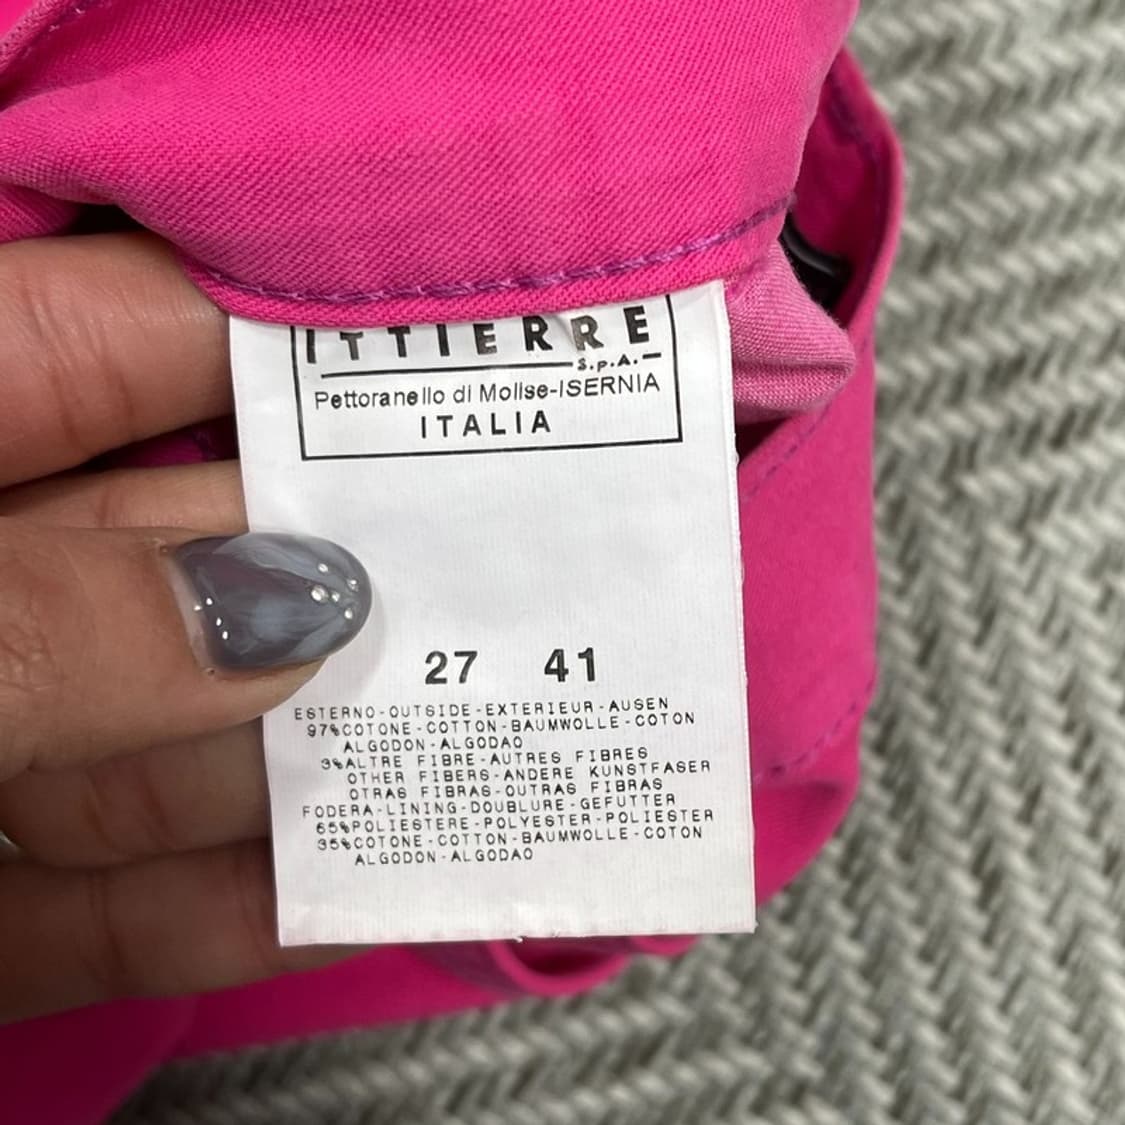 ITTIERRE
S.p.A.
Pettoranello di Molise-ISERNIA
ITALIA
27 41
ESTERNO-OUTSIDE-EXTERIEUR-AUSEN
97%COTONE-COTTON-BAUMWOLLE-COTON
ALGODON-ALGODAO
3%ALTRE FIBRE-AUTRES FIBRES
OTHER FIBERS-ANDERE KUNSTFASER
OTRAS FIBRAS-OUTRAS FIBRAS
FODERA-LINING-DOUBLURE-GEFUTTER
65%POLIESTERE-POLYESTER-POLIESTER
35%COTONE-COTTON-BAUMWOLLE-COTON
ALGODON-ALGODAO